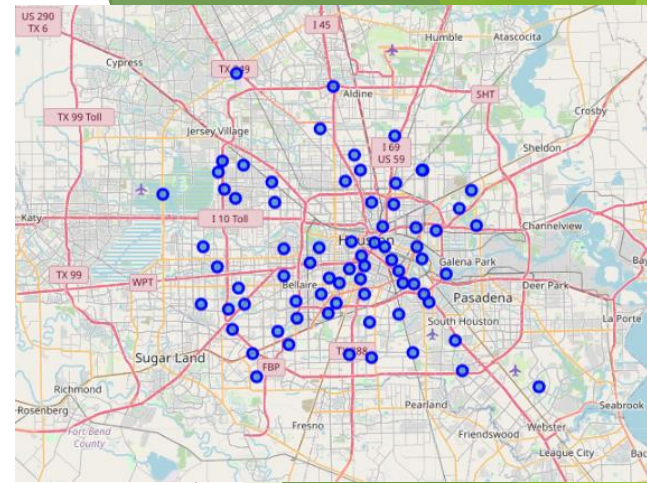 US 290
TX 6
I 45
Humble
Atascocita
Cypress
TX 249
Aldine
SHT
Crosby
TX 99 Toll
Jersey Village
I 69
US 59
Sheldon
Katy
I 10 Toll
Channelview
Houston
Galena Park
TX 99
WPT
Bellaire
Deer Park
Pasadena
La Porte
South Houston
Sugar Land
TX 288
FBP
Richmond
Rosenberg
Pearland
Seabrook
Fort Bend
County
Fresno
Friendswood
Webster
League City